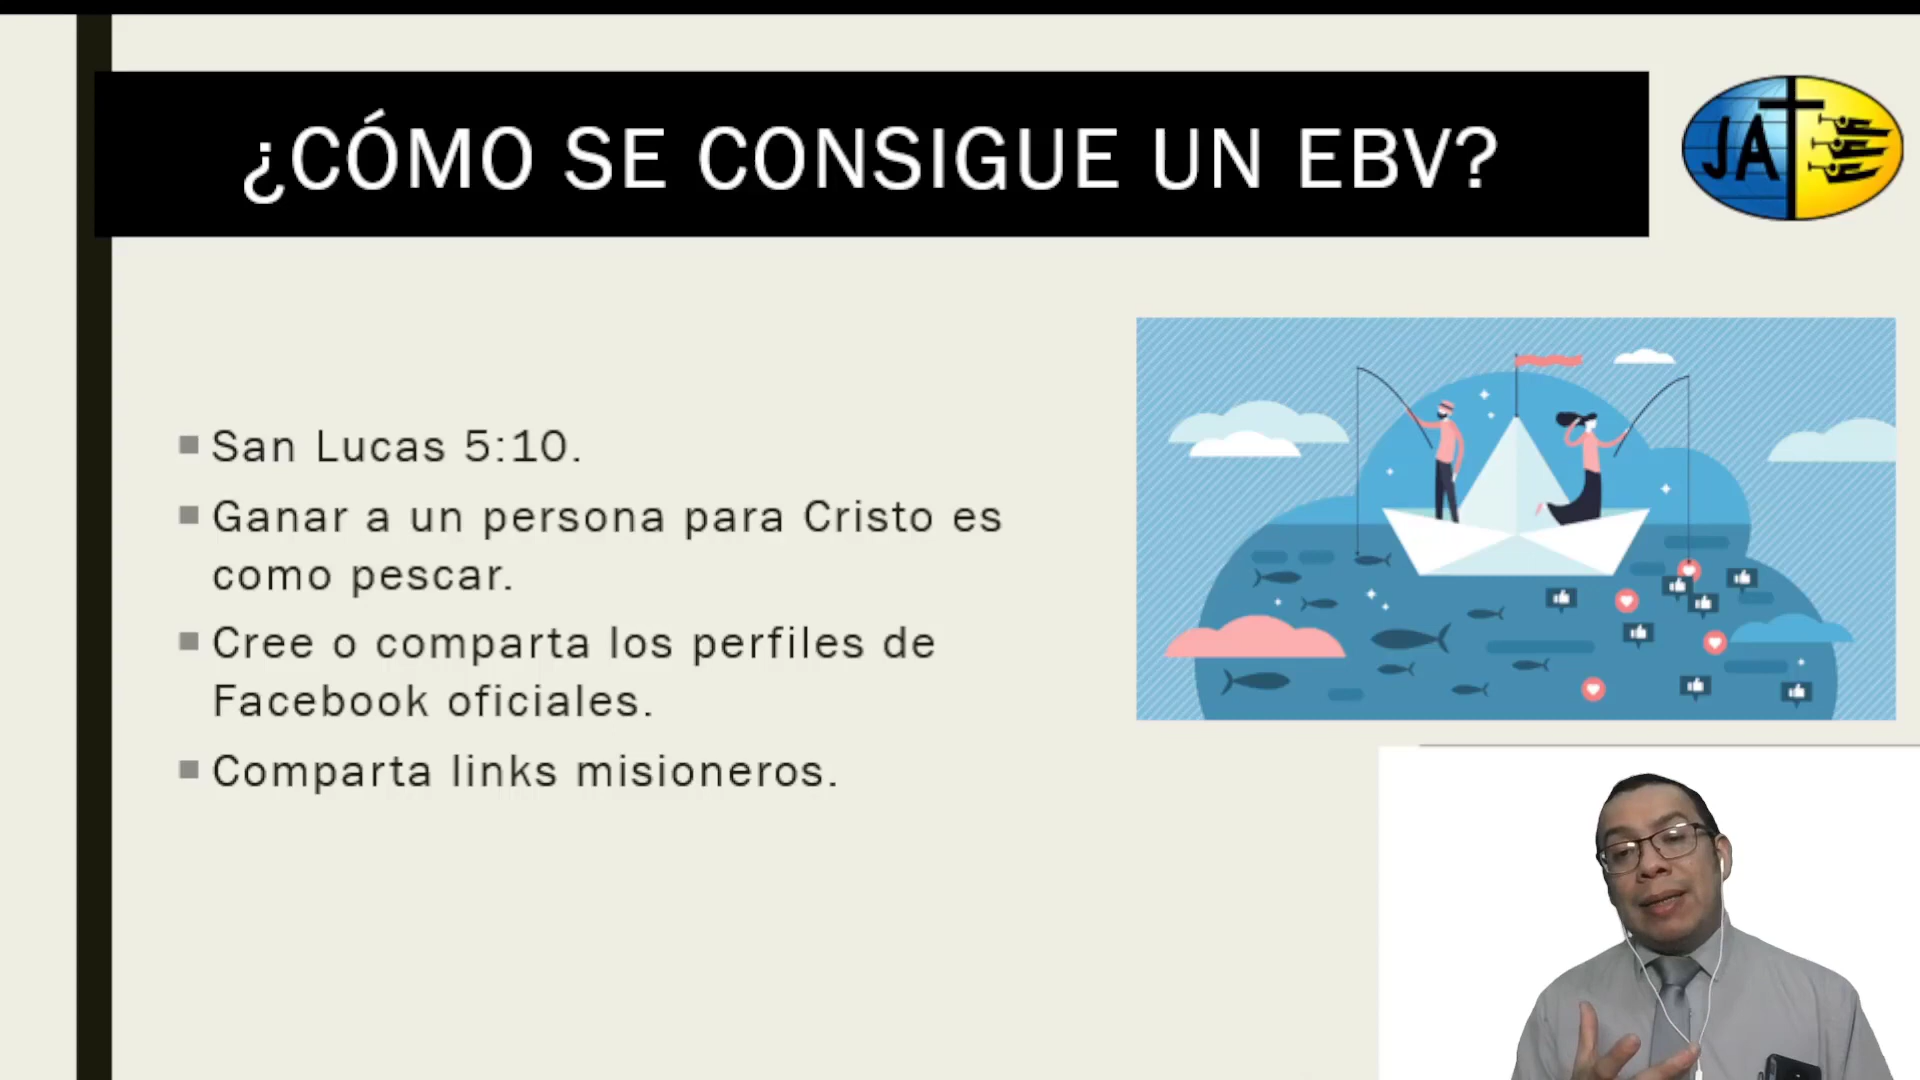 ¿CÓMO SE CONSIGUE UN EBV?
JA
San Lucas 5:10.
Ganar a un persona para Cristo es
como pescar.
Cree o comparta los perfiles de
Facebook oficiales.
Comparta links misioneros.